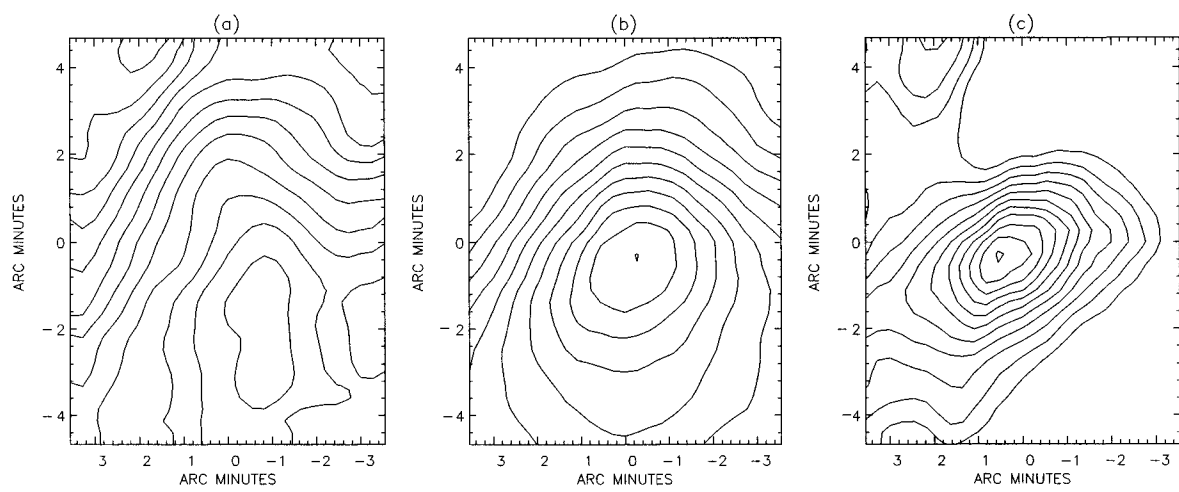 (a) (b) (c)
4 4 4
2 2 2
0 0 0
−2 −2 −2
−4 −4 −4
ARC MINUTES ARC MINUTES ARC MINUTES
3 2 1 0 −1 −2 −3 3 2 1 0 −1 −2 −3 3 2 1 0 −1 −2 −3
ARC MINUTES ARC MINUTES ARC MINUTES